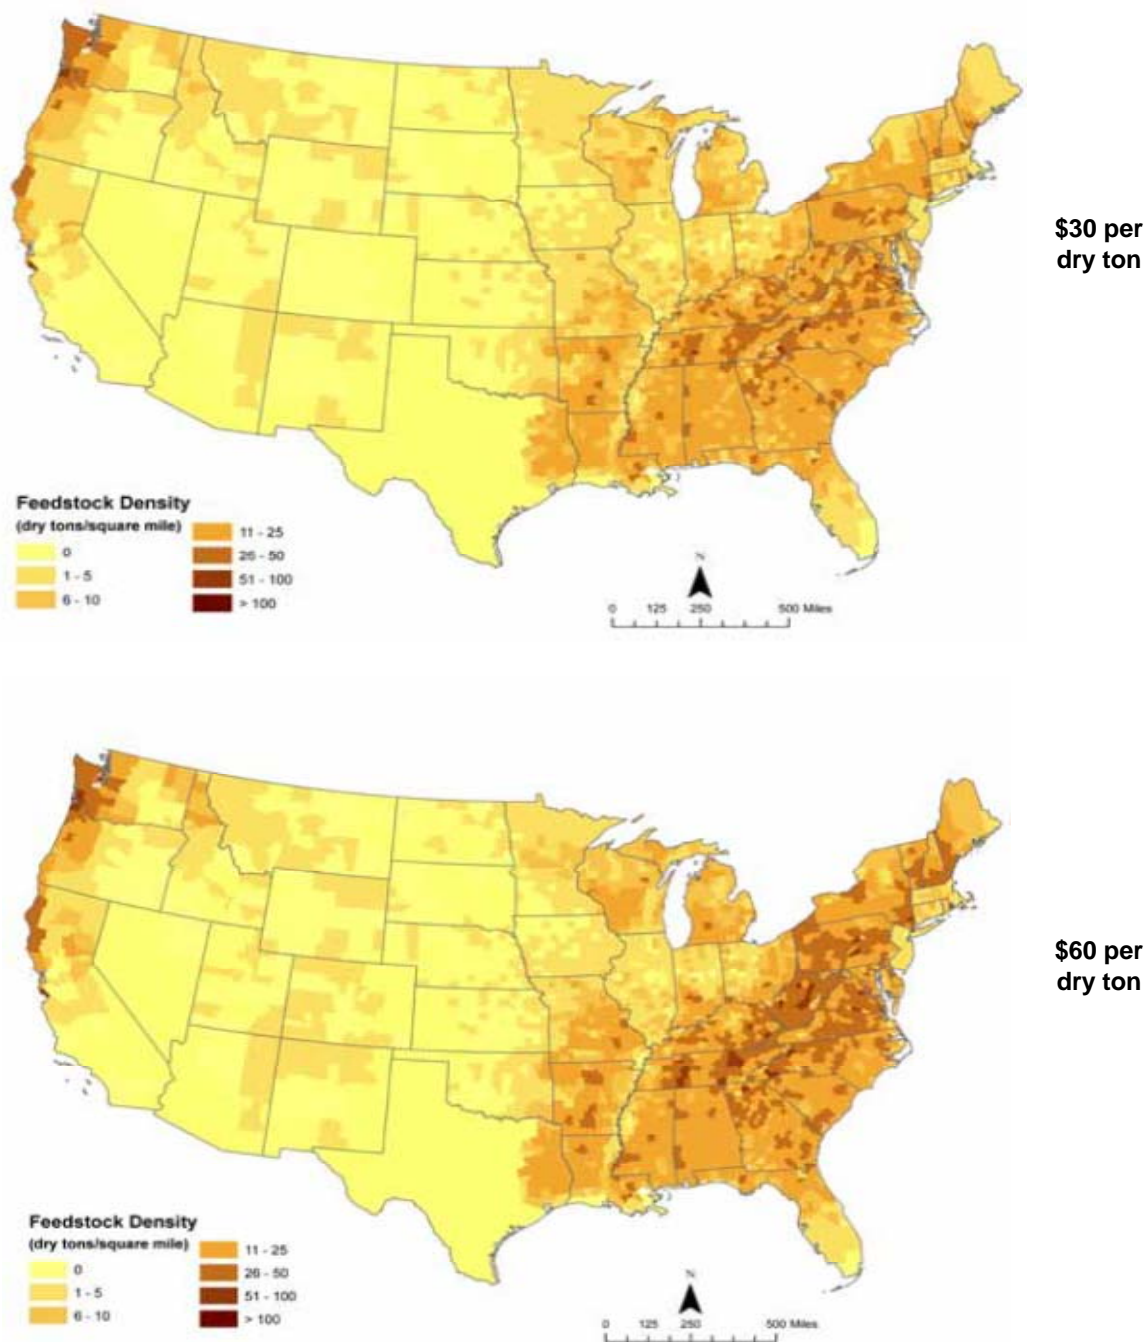 $30 per
dry ton
Feedstock Density
(dry tons/square mile)
0
1 - 5
6 - 10
11 - 25
26 - 50
51 - 100
> 100
N
0 125 250 500 Miles
$60 per
dry ton
Feedstock Density
(dry tons/square mile)
0
1 - 5
6 - 10
11 - 25
26 - 50
51 - 100
> 100
N
0 125 250 500 Miles